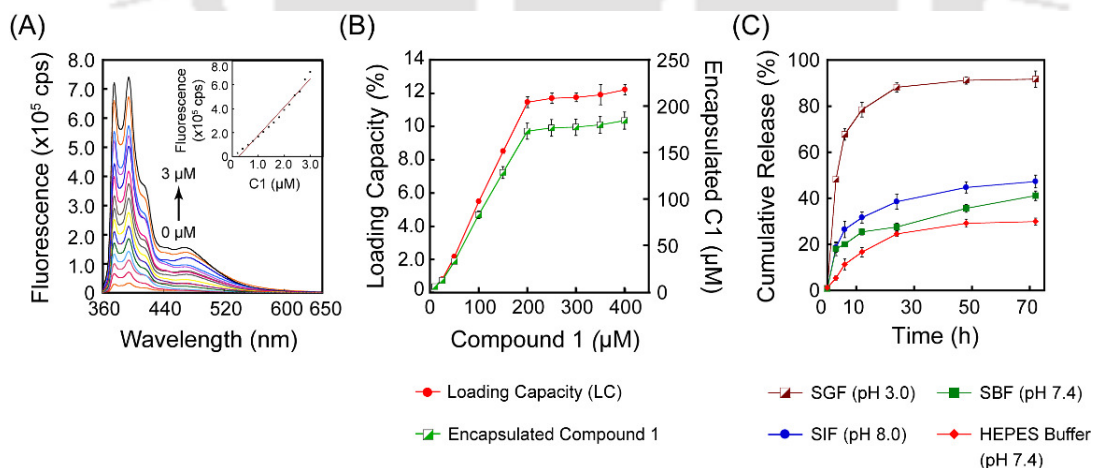 (A)
Fluorescence (x10⁵ cps)
8.0
7.0
6.0
5.0
4.0
3.0
2.0
1.0
0
360
440
520
600
650
Wavelength (nm)
3 µM
0 µM
Fluorescence
(x10⁵ cps)
8.0
6.0
4.0
2.0
0
1.0
2.0
3.0
C1 (µM)
(B)
Loading Capacity (%)
14
12
10
8.0
6.0
4.0
2.0
0
0
100
200
300
400
Compound 1 (µM)
250
200
150
100
50
0
Encapsulated C1
(µM)
Loading Capacity (LC)
Encapsulated Compound 1
(C)
Cumulative Release (%)
100
80
60
40
20
0
0
10
20
30
40
50
60
70
Time (h)
SGF (pH 3.0)
SBF (pH 7.4)
SIF (pH 8.0)
HEPES Buffer
(pH 7.4)